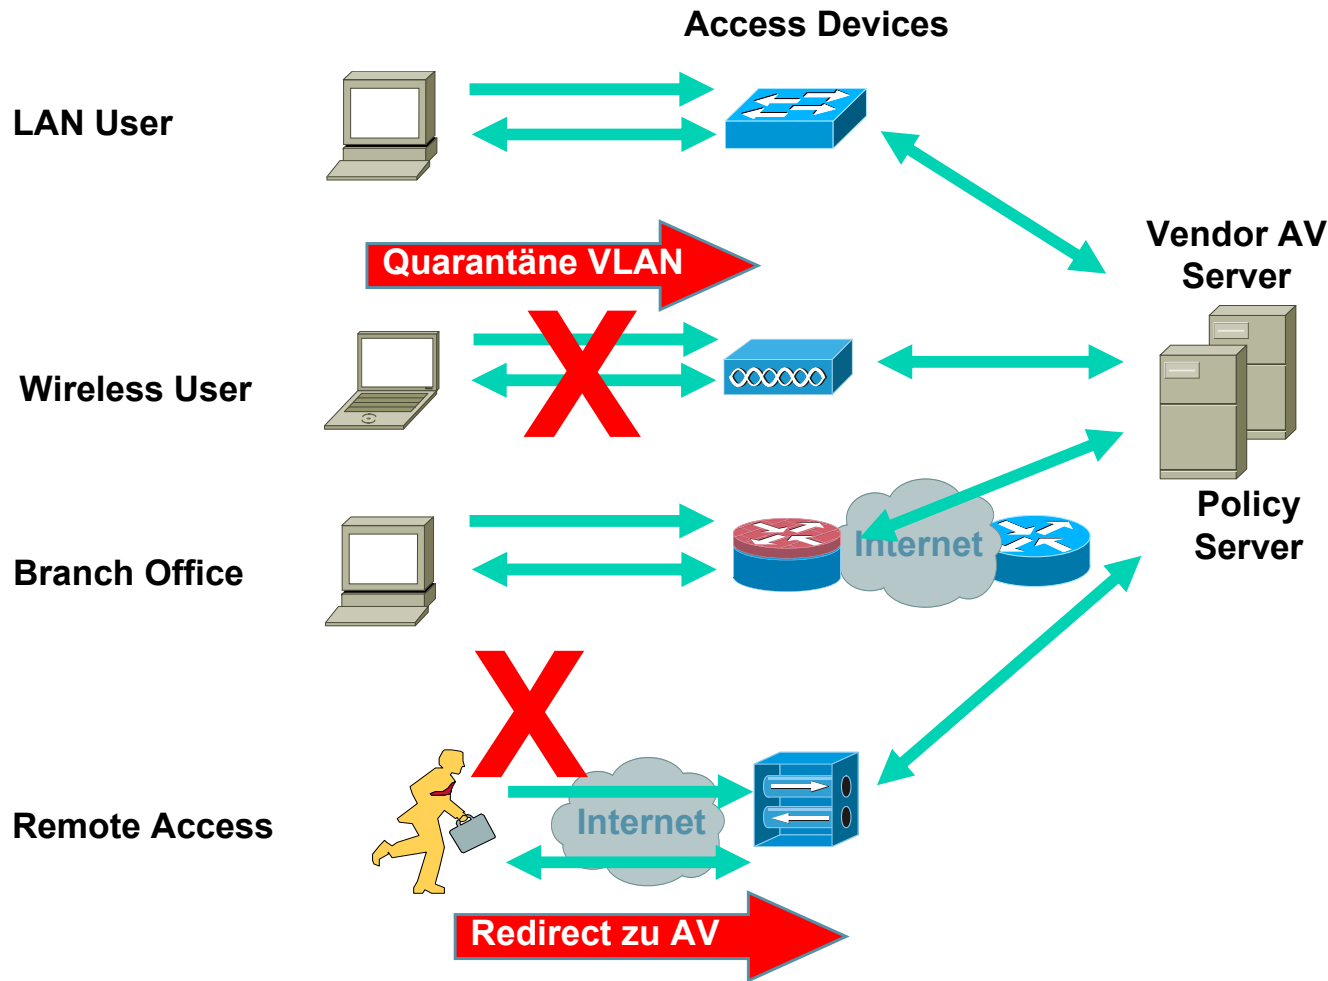 Access Devices
LAN User
Quarantäne VLAN
Vendor AV
Server
Wireless User
X
Policy
Server
Internet
Branch Office
X
Remote Access
Internet
Redirect zu AV